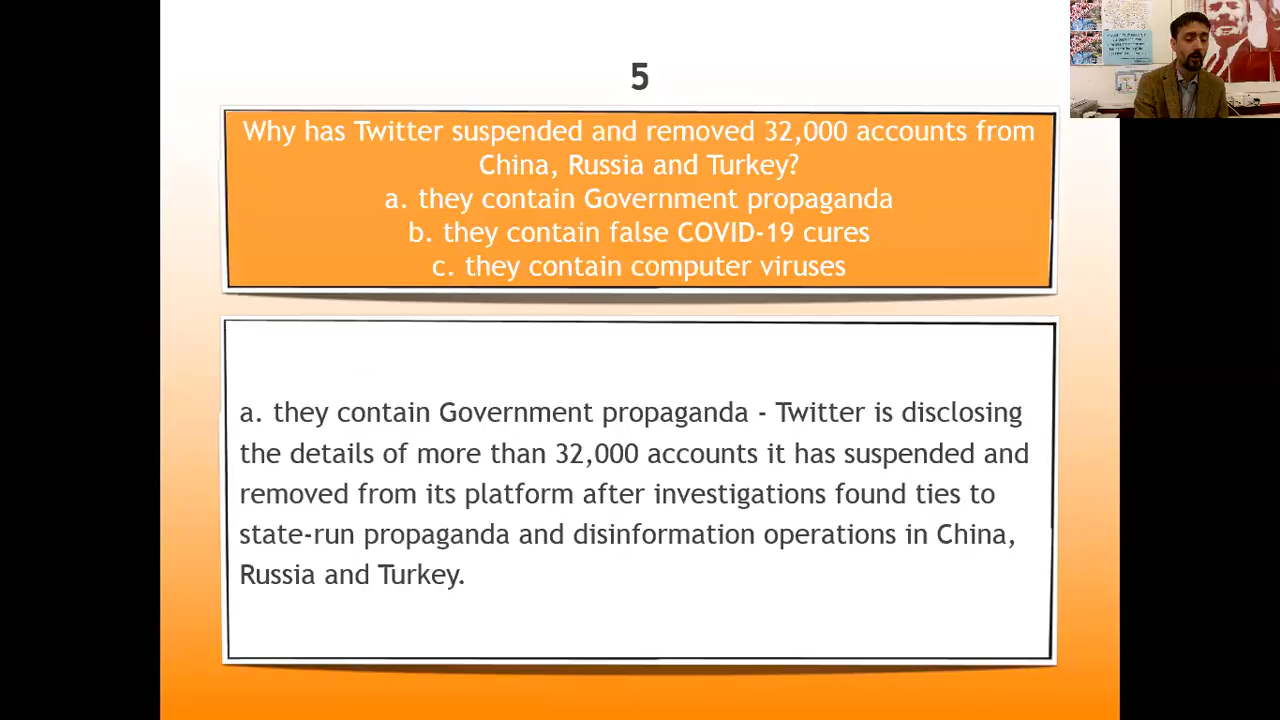 5
Why has Twitter suspended and removed 32,000 accounts from
China, Russia and Turkey?
a. they contain Government propaganda
b. they contain false COVID-19 cures
c. they contain computer viruses
a. they contain Government propaganda - Twitter is disclosing
the details of more than 32,000 accounts it has suspended and
removed from its platform after investigations found ties to
state-run propaganda and disinformation operations in China,
Russia and Turkey.